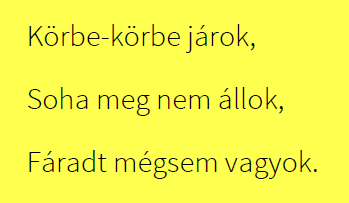 Körbe-körbe járok,
Soha meg nem állok,
Fáradt mégsem vagyok.